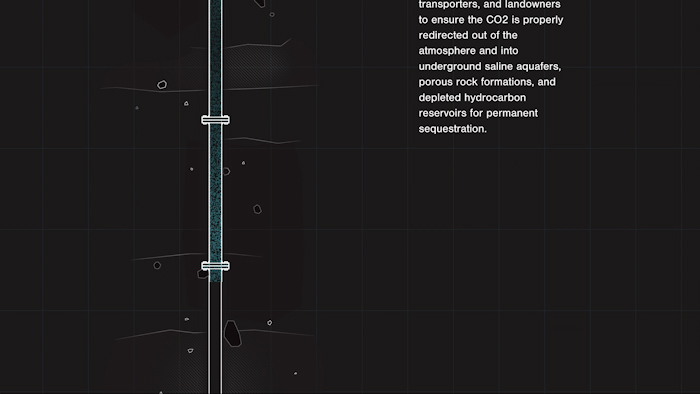 transporters, and landowners
to ensure the CO2 is properly
redirected out of the
atmosphere and into
underground saline aquafers,
porous rock formations, and
depleted hydrocarbon
reservoirs for permanent
sequestration.